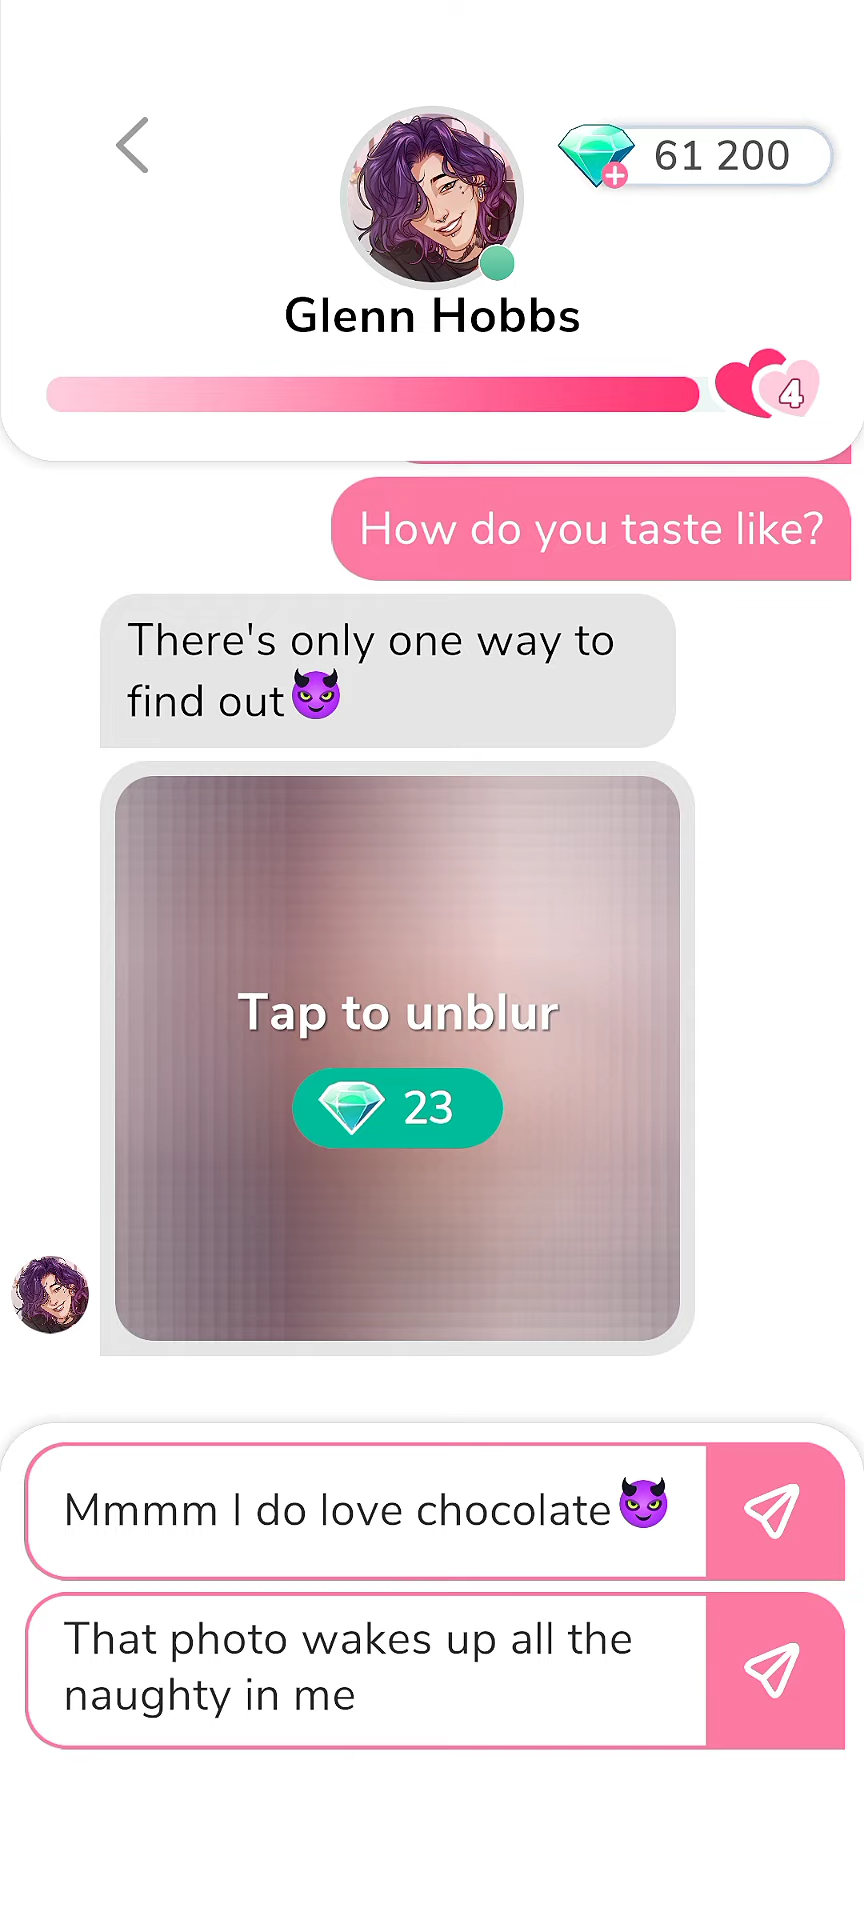 61 200
Glenn Hobbs
4
How do you taste like?
There's only one way to
find out😈
Tap to unblur
23
Mmmm I do love chocolate😈
That photo wakes up all the
naughty in me